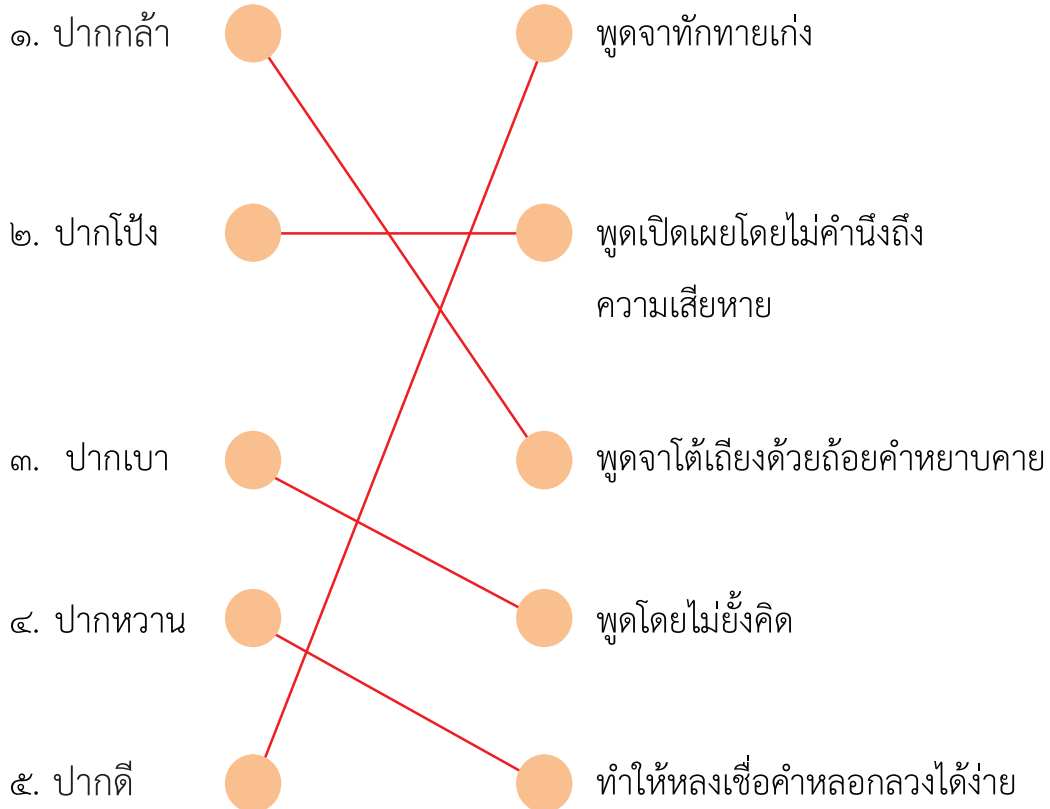 ๑. ปากกล้า
พูดจาทักทายเก่ง
๒. ปากโป้ง
พูดเปิดเผยโดยไม่คำนึงถึง
ความเสียหาย
๓. ปากเบา
พูดจาโต้เถียงด้วยถ้อยคำหยาบคาย
๔. ปากหวาน
พูดโดยไม่ยั้งคิด
๕. ปากดี
ทำให้หลงเชื่อคำหลอกลวงได้ง่าย